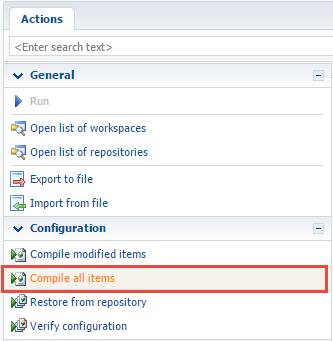 Actions
<Enter search text>
General
Run
Open list of workspaces
Open list of repositories
Export to file
Import from file
Configuration
Compile modified items
Compile all items
Restore from repository
Verify configuration